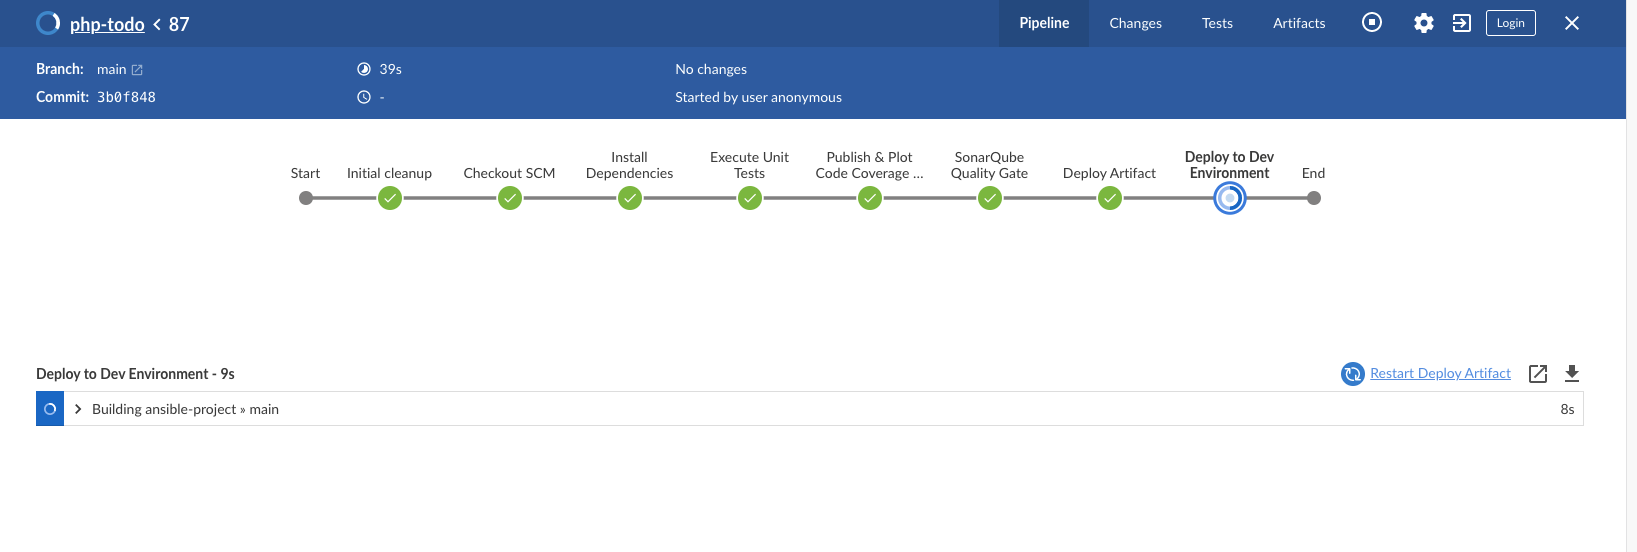 php-todo < 87
Pipeline
Changes
Tests
Artifacts
Login
Branch: main
39s
No changes
Commit: 3b0f848
-
Started by user anonymous
Start
Initial cleanup
Checkout SCM
Install
Dependencies
Execute Unit
Tests
Publish & Plot
Code Coverage ...
SonarQube
Quality Gate
Deploy Artifact
Deploy to Dev
Environment
End
Deploy to Dev Environment - 9s
Restart Deploy Artifact
Building ansible-project » main
8s